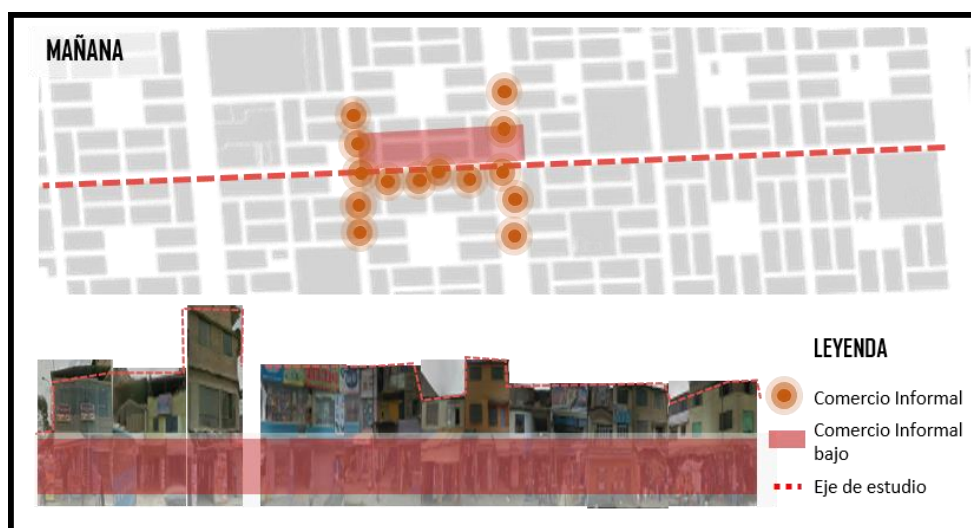 MAÑANA
LEYENDA
Comercio Informal
Comercio Informal
bajo
Eje de estudio